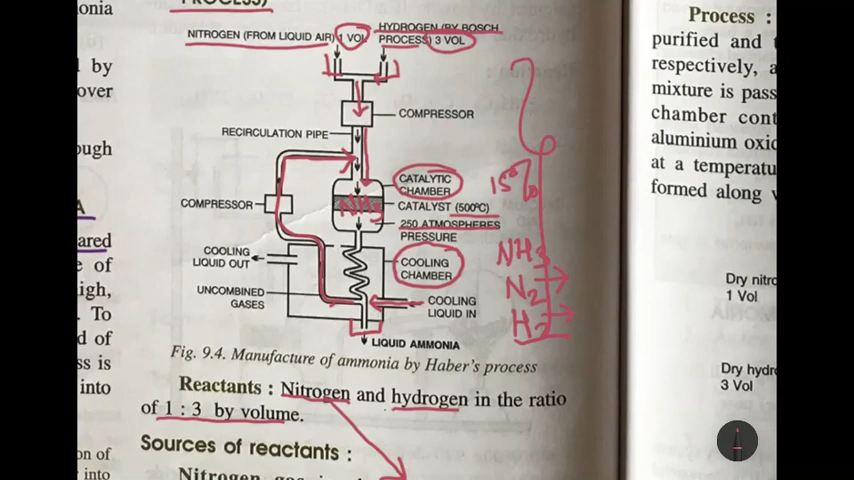 PROCESS)
NITROGEN (FROM LIQUID AIR) 1 VOL
HYDROGEN (BY BOSCH
PROCESS) 3 VOL
COMPRESSOR
RECIRCULATION PIPE
CATALYTIC
CHAMBER
COMPRESSOR
CATALYST (500°C)
250 ATMOSPHERES
PRESSURE
NH3
15%
COOLING
LIQUID OUT
COOLING
CHAMBER
UNCOMBINED
GASES
COOLING
LIQUID IN
LIQUID AMMONIA
NH3
N2
H2
Fig. 9.4. Manufacture of ammonia by Haber's process
Reactants : Nitrogen and hydrogen in the ratio
of 1 : 3 by volume.
Sources of reactants :
Nitrogen gas
onia
by
over
ough
A
ared
e of
igh,
To
d of
ss is
into
on of
into
Process :
purified and
respectively, a
mixture is pass
chamber cont
aluminium oxid
at a temperatu
formed along
Dry nitro
1 Vol
Dry hydro
3 Vol